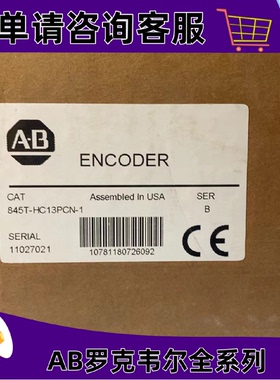 单请咨询客服
A-B
ENCODER
CAT
Assembled In USA
SER
845T-HC13PCN-1
B
SERIAL
11027021
10781180726092
CE
AB罗克韦尔全系列